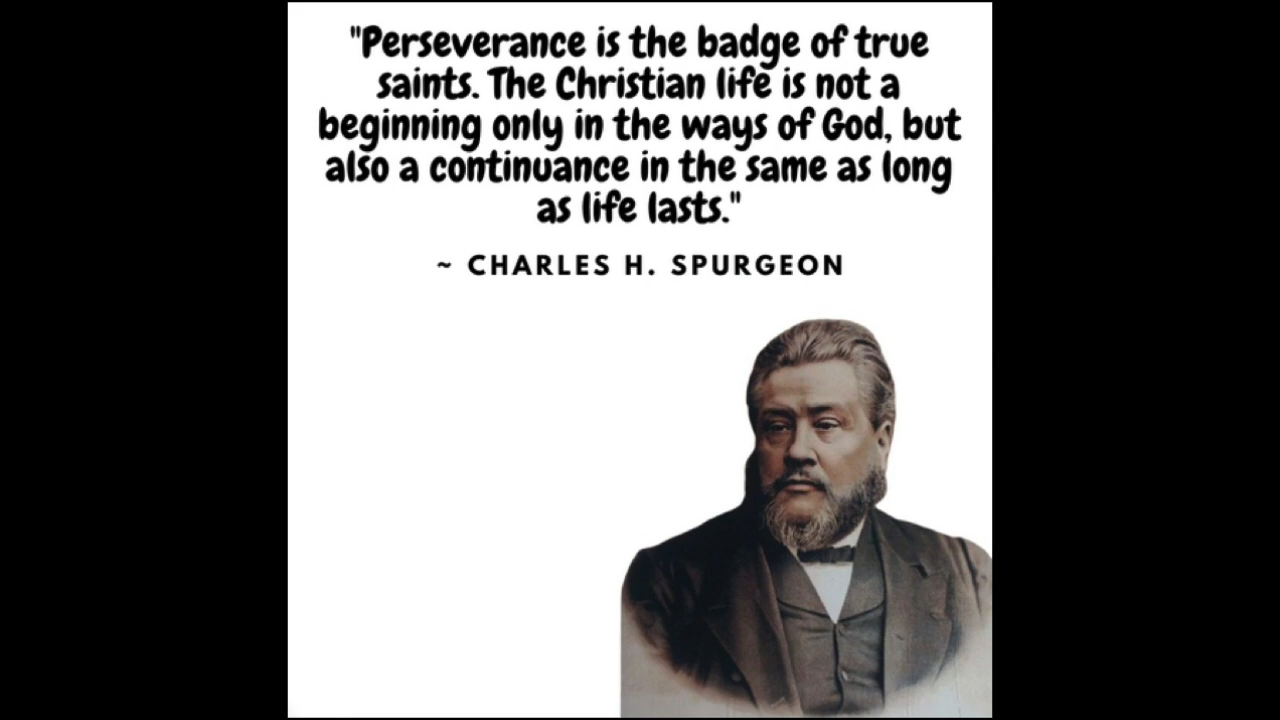 "Perseverance is the badge of true
saints. The Christian life is not a
beginning only in the ways of God, but
also a continuance in the same as long
as life lasts."
~ CHARLES H. SPURGEON